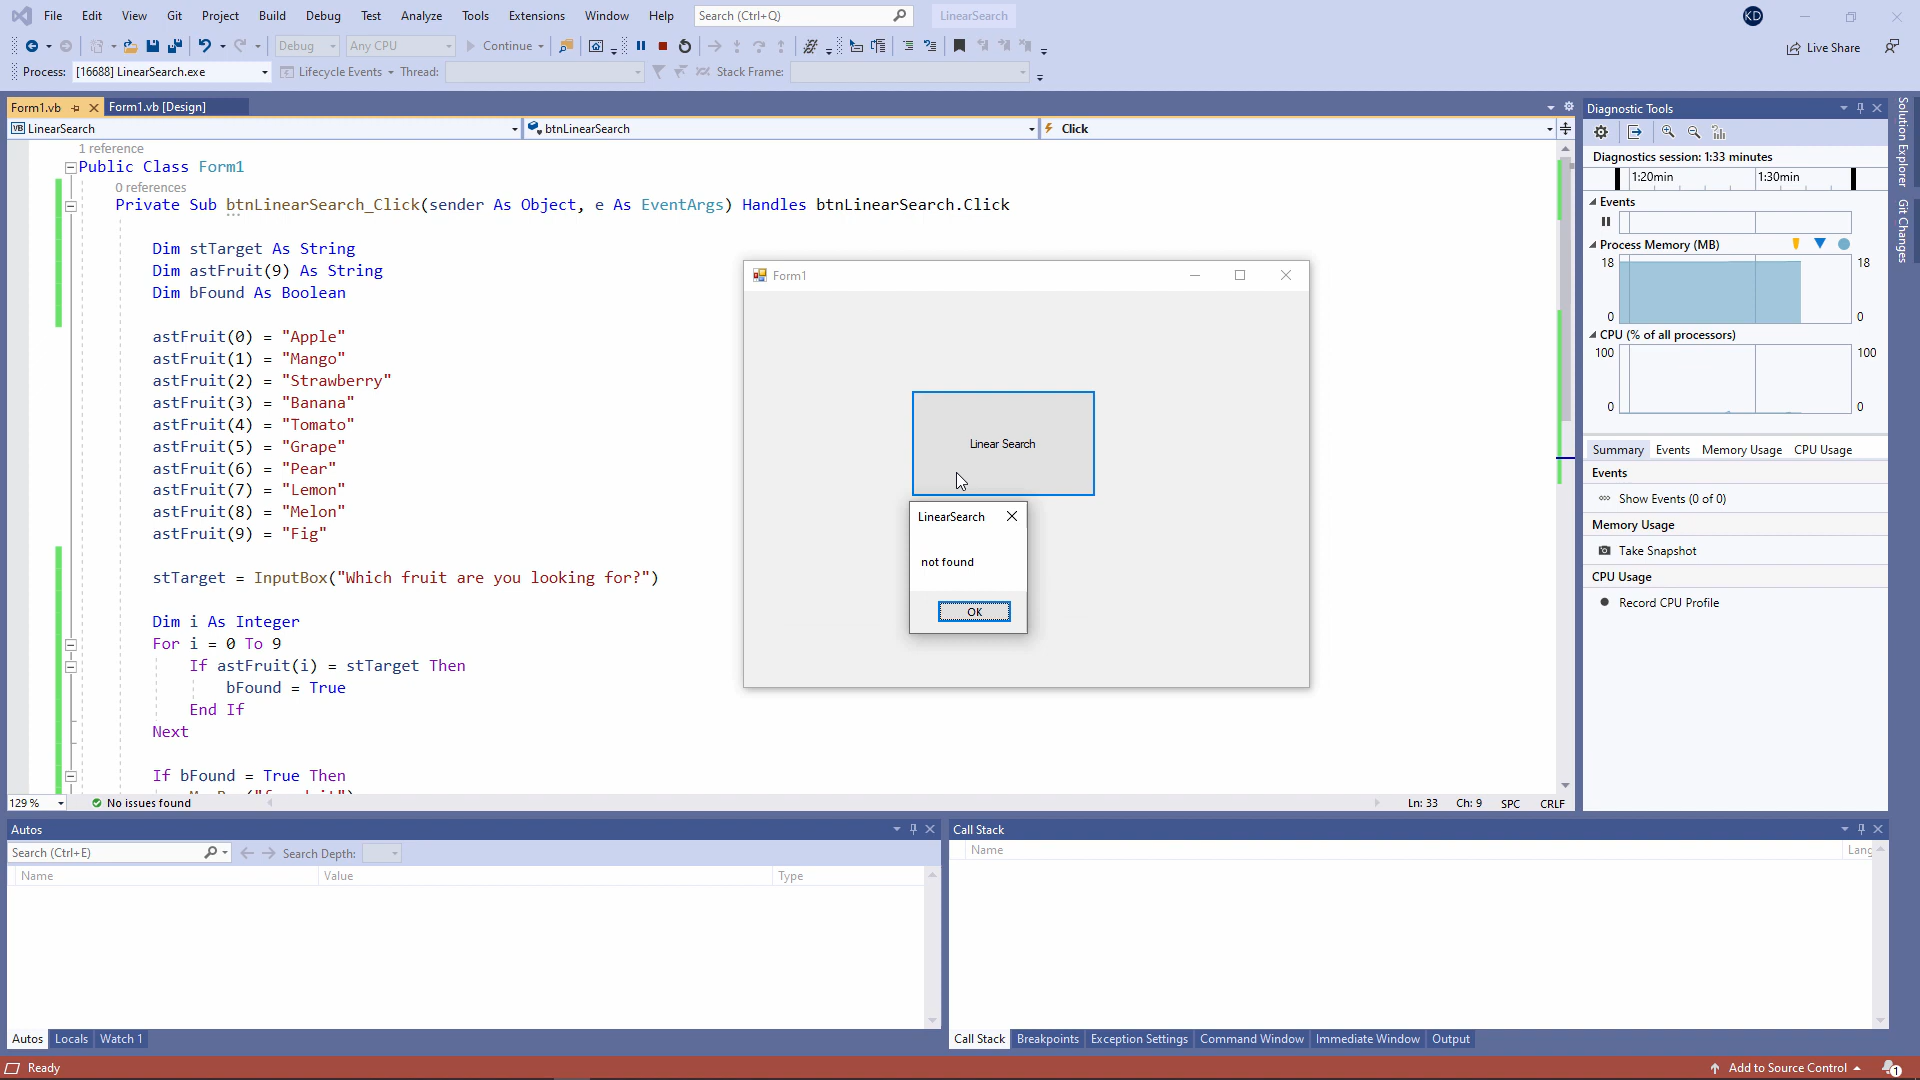 File Edit View Git Project Build Debug Test Analyze Tools Extensions Window Help Search (Ctrl+Q) LinearSearch KD
Debug Any CPU Continue Live Share
Process: [16688] LinearSearch.exe Lifecycle Events Thread: Stack Frame:
Form1.vb Form1.vb [Design]
VB LinearSearch btnLinearSearch Click
1 reference
Public Class Form1
0 references
Private Sub btnLinearSearch_Click(sender As Object, e As EventArgs) Handles btnLinearSearch.Click
Dim stTarget As String
Dim astFruit(9) As String
Dim bFound As Boolean
astFruit(0) = "Apple"
astFruit(1) = "Mango"
astFruit(2) = "Strawberry"
astFruit(3) = "Banana"
astFruit(4) = "Tomato"
astFruit(5) = "Grape"
astFruit(6) = "Pear"
astFruit(7) = "Lemon"
astFruit(8) = "Melon"
astFruit(9) = "Fig"
stTarget = InputBox("Which fruit are you looking for?")
Dim i As Integer
For i = 0 To 9
If astFruit(i) = stTarget Then
bFound = True
End If
Next
If bFound = True Then
129 % No issues found Ln: 33 Ch: 9 SPC CRLF
Form1
Linear Search
LinearSearch
not found
OK
Diagnostic Tools
Diagnostics session: 1:33 minutes
1:20min 1:30min
Events
Process Memory (MB)
18 18
0 0
CPU (% of all processors)
100 100
0 0
Summary Events Memory Usage CPU Usage
Events
Show Events (0 of 0)
Memory Usage
Take Snapshot
CPU Usage
Record CPU Profile
Solution Explorer
Git Changes
Autos
Search (Ctrl+E) Search Depth:
Name Value Type
Autos Locals Watch 1
Call Stack
Name Lang
Call Stack Breakpoints Exception Settings Command Window Immediate Window Output
Ready Add to Source Control 1